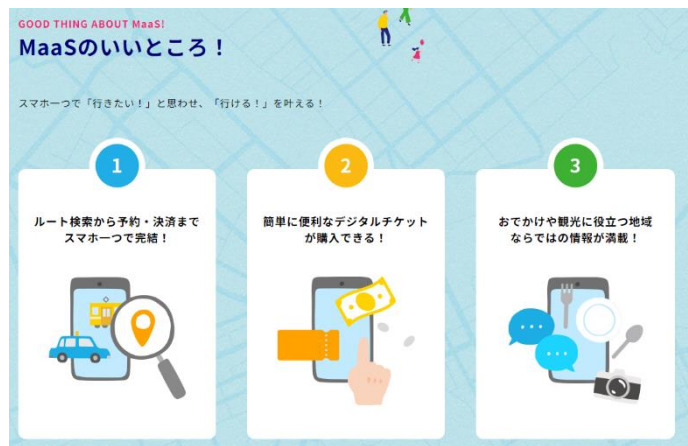 GOOD THING ABOUT MaaS!
MaaSのいいところ！
スマホ一つで「行きたい！」と思わせ、「行ける！」を叶える！
1
ルート検索から予約・決済まで
スマホ一つで完結！
2
簡単に便利なデジタルチケット
が購入できる！
3
おでかけや観光に役立つ地域
ならではの情報が満載！